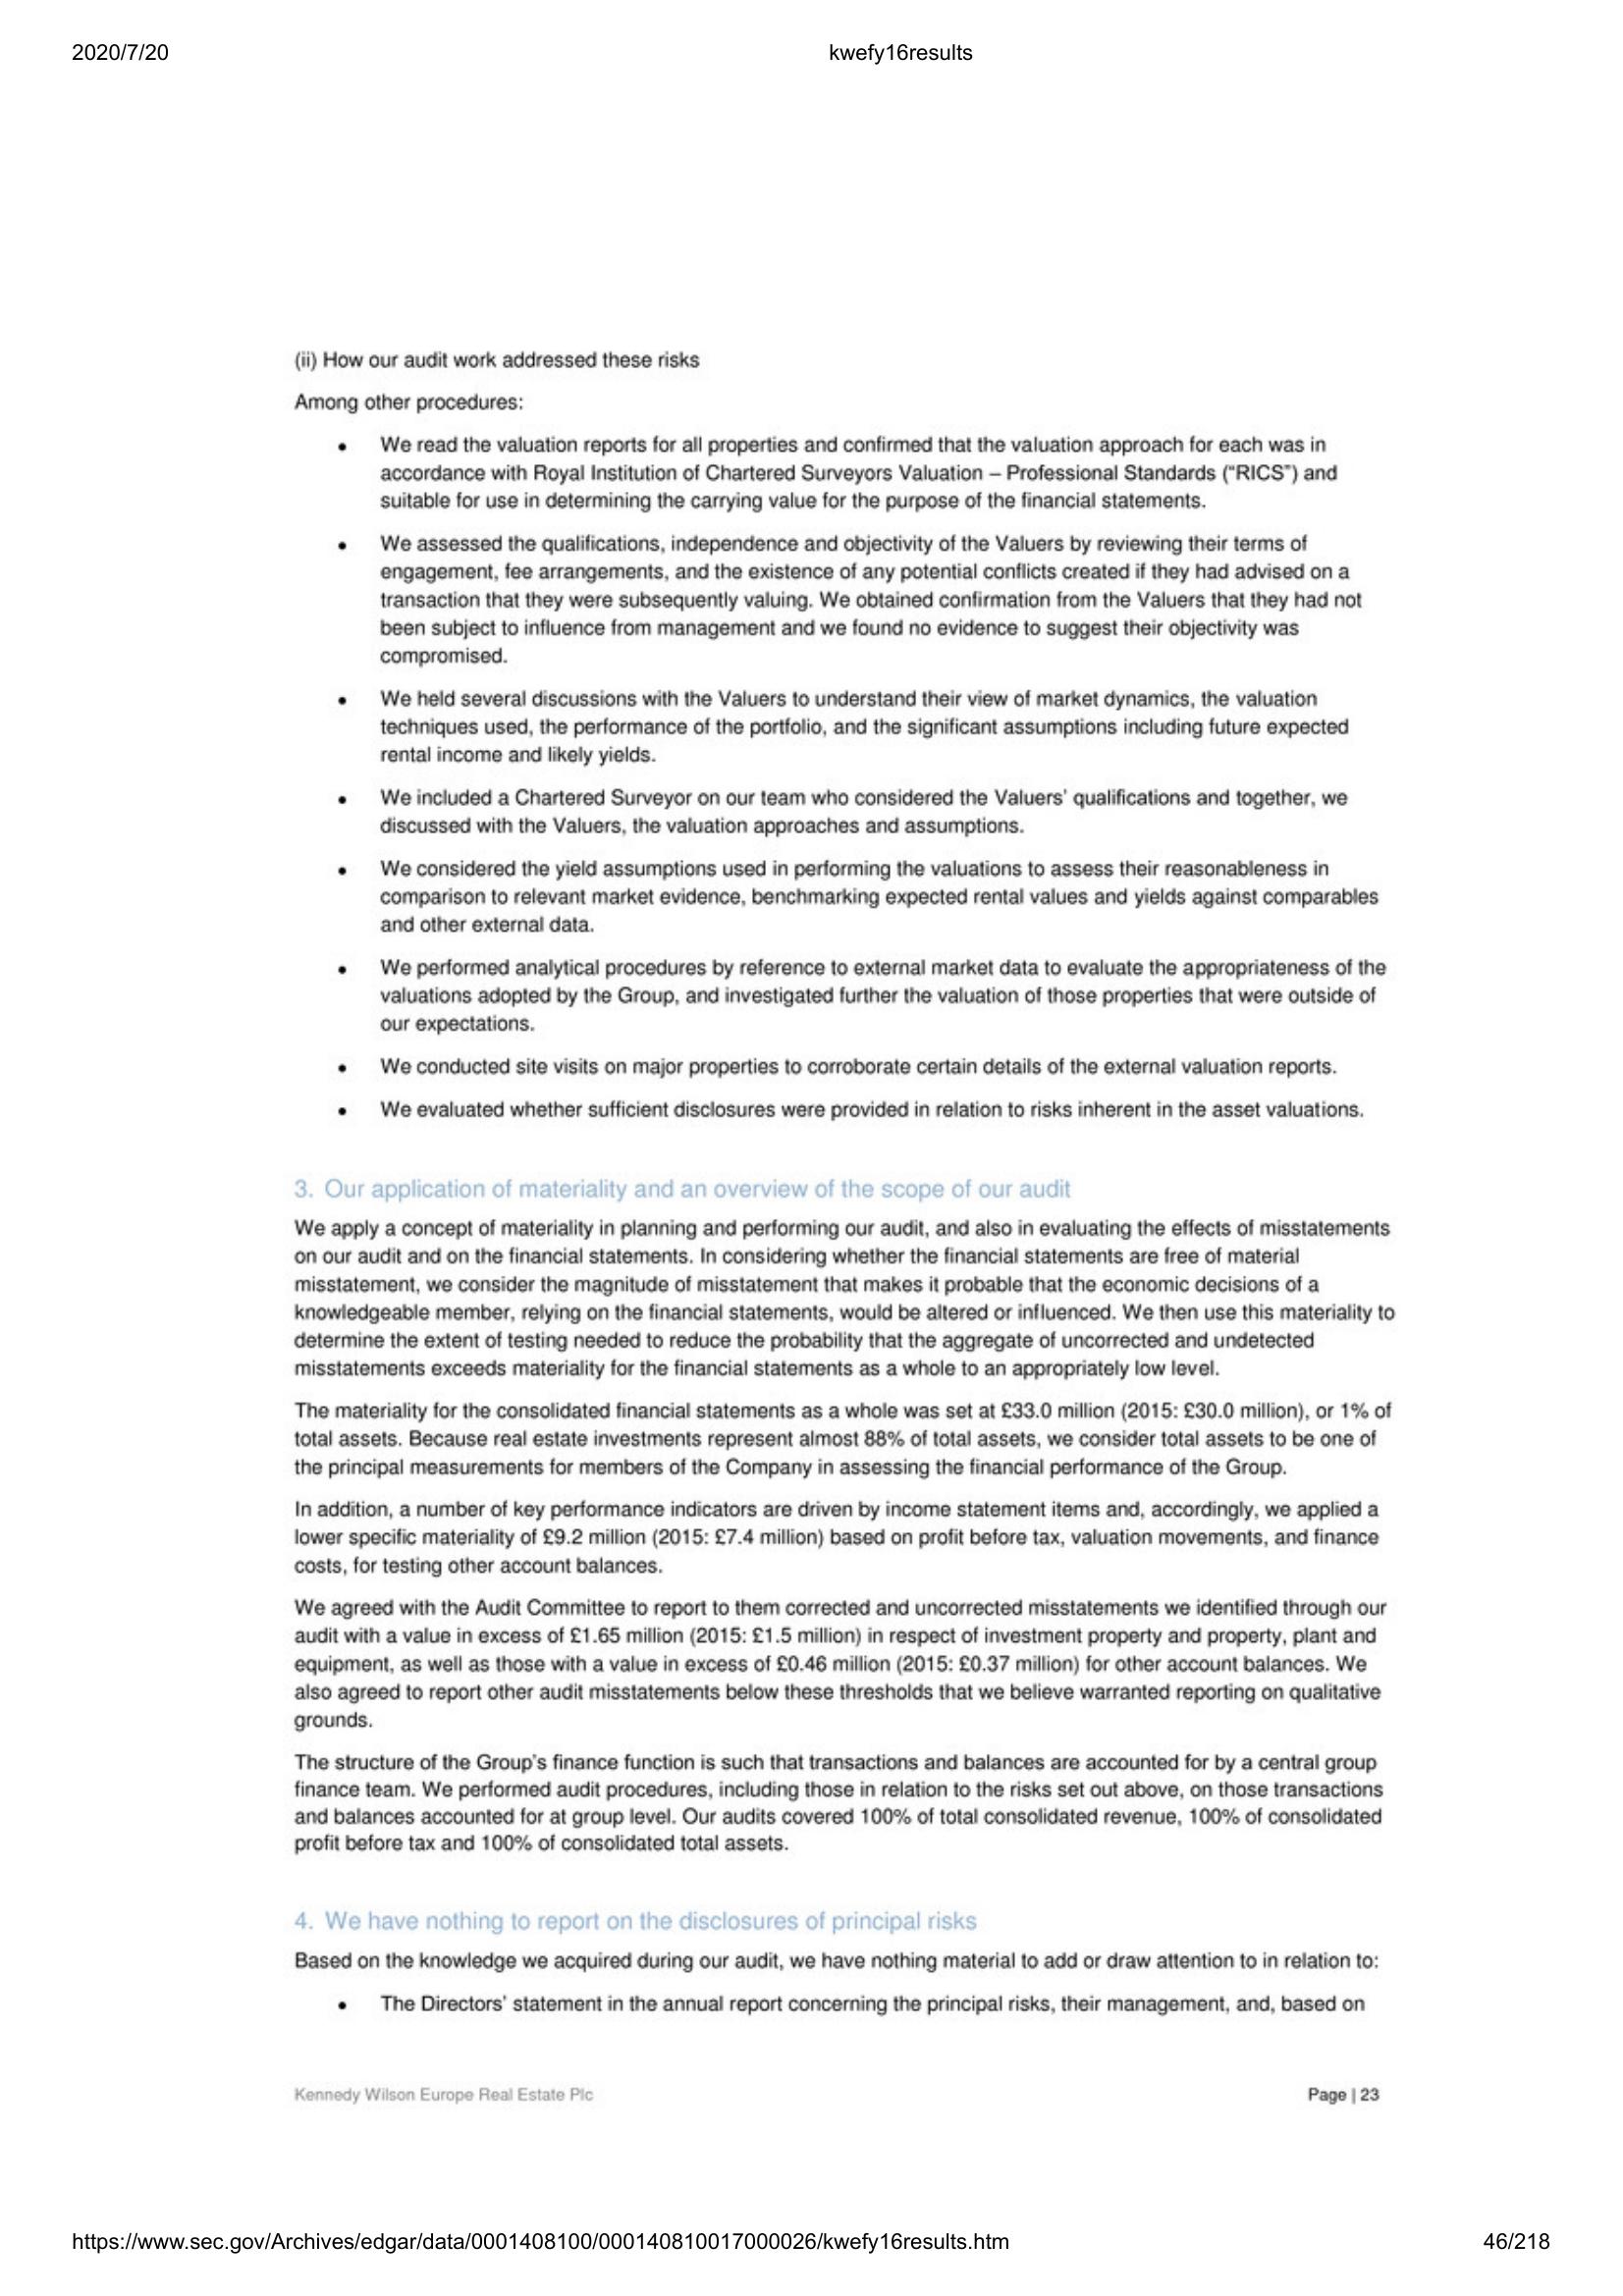 2020/7/20 kwefy16results
(ii) How our audit work addressed these risks
Among other procedures:
• We read the valuation reports for all properties and confirmed that the valuation approach for each was in
accordance with Royal Institution of Chartered Surveyors Valuation – Professional Standards (“RICS”) and
suitable for use in determining the carrying value for the purpose of the financial statements.
• We assessed the qualifications, independence and objectivity of the Valuers by reviewing their terms of
engagement, fee arrangements, and the existence of any potential conflicts created if they had advised on a
transaction that they were subsequently valuing. We obtained confirmation from the Valuers that they had not
been subject to influence from management and we found no evidence to suggest their objectivity was
compromised.
• We held several discussions with the Valuers to understand their view of market dynamics, the valuation
techniques used, the performance of the portfolio, and the significant assumptions including future expected
rental income and likely yields.
• We included a Chartered Surveyor on our team who considered the Valuers’ qualifications and together, we
discussed with the Valuers, the valuation approaches and assumptions.
• We considered the yield assumptions used in performing the valuations to assess their reasonableness in
comparison to relevant market evidence, benchmarking expected rental values and yields against comparables
and other external data.
• We performed analytical procedures by reference to external market data to evaluate the appropriateness of the
valuations adopted by the Group, and investigated further the valuation of those properties that were outside of
our expectations.
• We conducted site visits on major properties to corroborate certain details of the external valuation reports.
• We evaluated whether sufficient disclosures were provided in relation to risks inherent in the asset valuations.
3. Our application of materiality and an overview of the scope of our audit
We apply a concept of materiality in planning and performing our audit, and also in evaluating the effects of misstatements
on our audit and on the financial statements. In considering whether the financial statements are free of material
misstatement, we consider the magnitude of misstatement that makes it probable that the economic decisions of a
knowledgeable member, relying on the financial statements, would be altered or influenced. We then use this materiality to
determine the extent of testing needed to reduce the probability that the aggregate of uncorrected and undetected
misstatements exceeds materiality for the financial statements as a whole to an appropriately low level.
The materiality for the consolidated financial statements as a whole was set at £33.0 million (2015: £30.0 million), or 1% of
total assets. Because real estate investments represent almost 88% of total assets, we consider total assets to be one of
the principal measurements for members of the Company in assessing the financial performance of the Group.
In addition, a number of key performance indicators are driven by income statement items and, accordingly, we applied a
lower specific materiality of £9.2 million (2015: £7.4 million) based on profit before tax, valuation movements, and finance
costs, for testing other account balances.
We agreed with the Audit Committee to report to them corrected and uncorrected misstatements we identified through our
audit with a value in excess of £1.65 million (2015: £1.5 million) in respect of investment property and property, plant and
equipment, as well as those with a value in excess of £0.46 million (2015: £0.37 million) for other account balances. We
also agreed to report other audit misstatements below these thresholds that we believe warranted reporting on qualitative
grounds.
The structure of the Group’s finance function is such that transactions and balances are accounted for by a central group
finance team. We performed audit procedures, including those in relation to the risks set out above, on those transactions
and balances accounted for at group level. Our audits covered 100% of total consolidated revenue, 100% of consolidated
profit before tax and 100% of consolidated total assets.
4. We have nothing to report on the disclosures of principal risks
Based on the knowledge we acquired during our audit, we have nothing material to add or draw attention to in relation to:
• The Directors’ statement in the annual report concerning the principal risks, their management, and, based on
Kennedy Wilson Europe Real Estate Plc Page | 23
https://www.sec.gov/Archives/edgar/data/0001408100/000140810017000026/kwefy16results.htm 46/218